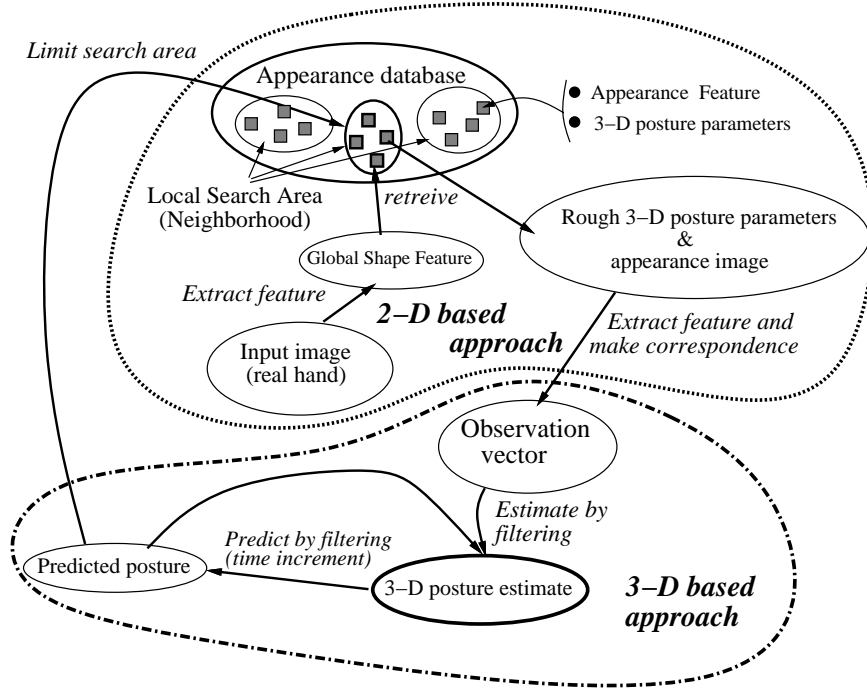 Limit search area
Appearance database
● Appearance Feature
● 3–D posture parameters
Local Search Area
(Neighborhood)
retreive
Rough 3–D posture parameters
&
appearance image
Global Shape Feature
Extract feature
2–D based
approach
Extract feature and
make correspondence
Input image
(real hand)
Observation
vector
Estimate by
filtering
Predict by filtering
(time increment)
Predicted posture
3–D posture estimate
3–D based
approach